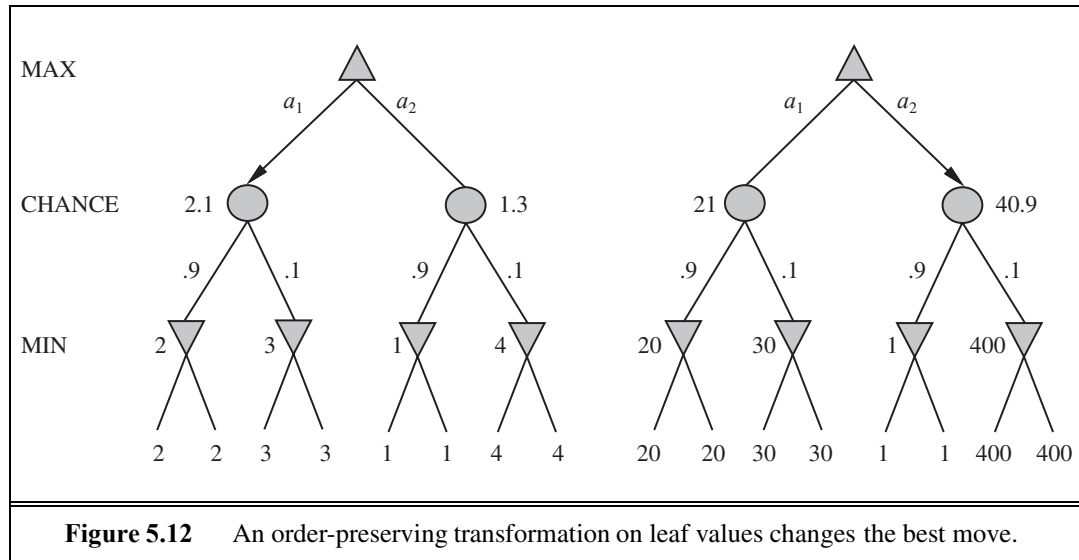 MAX
a1 a2 a1 a2
CHANCE 2.1 1.3 21 40.9
.9 .1 .9 .1 .9 .1 .9 .1
MIN 2 3 1 4 20 30 1 400
2 2 3 3 1 1 4 4 20 20 30 30 1 1 400 400
Figure 5.12 An order-preserving transformation on leaf values changes the best move.